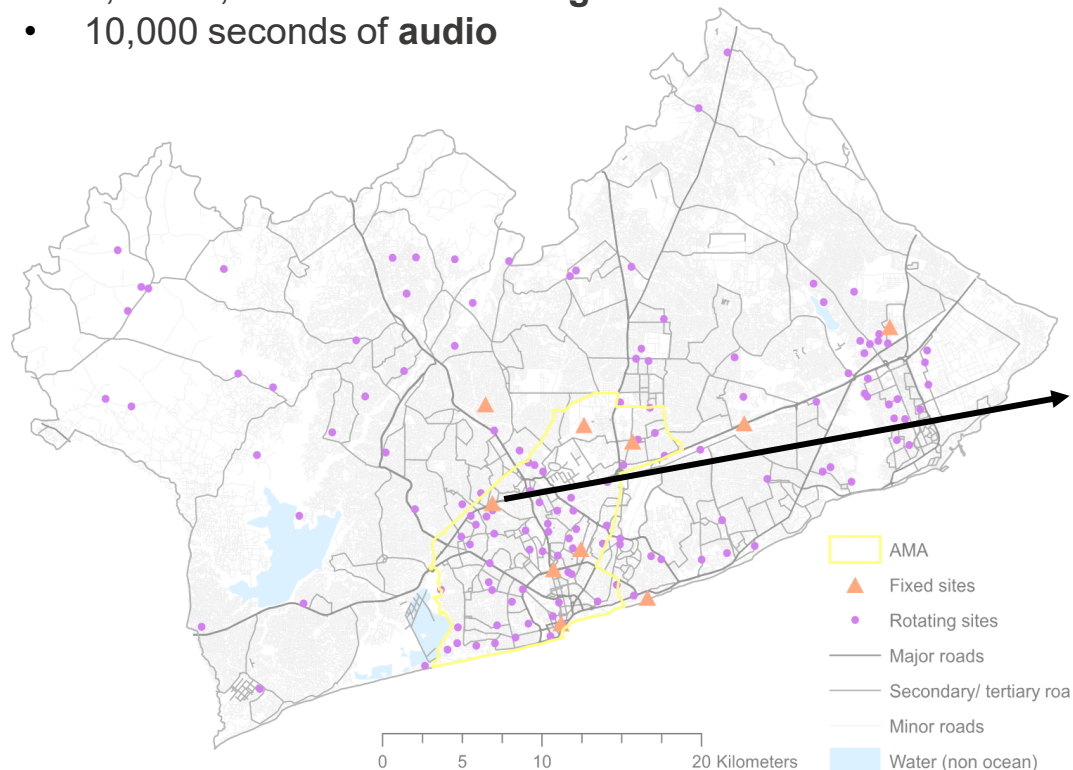 • 10,000 seconds of audio
AMA
Fixed sites
Rotating sites
Major roads
Secondary/ tertiary roa
Minor roads
Water (non ocean)
0 5 10 20 Kilometers